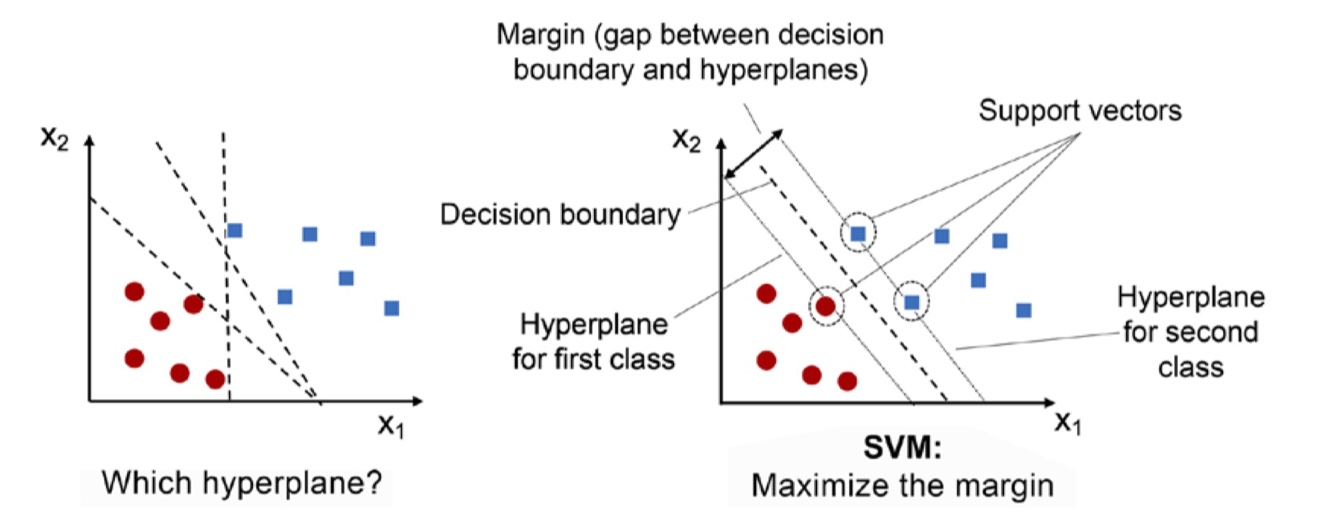 x₂
x₁
Which hyperplane?
Margin (gap between decision
boundary and hyperplanes)
Support vectors
x₂
Decision boundary
Hyperplane
for first class
Hyperplane
for second
class
x₁
SVM:
Maximize the margin